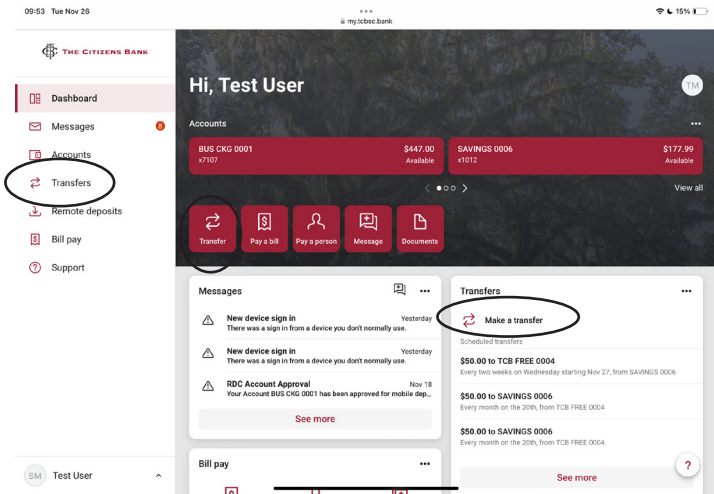 09:53 Tue Nov 26
my.tcbsc.bank
15%
THE CITIZENS BANK
Dashboard
Messages
8
Accounts
Transfers
Remote deposits
Bill pay
Support
SM
Test User
Hi, Test User
TM
Accounts
BUS CKG 0001
$447.00
x7107
Available
SAVINGS 0006
$177.99
x1012
Available
View all
Transfer
Pay a bill
Pay a person
Message
Documents
Messages
New device sign in
Yesterday
There was a sign in from a device you don't normally use.
New device sign in
Yesterday
There was a sign in from a device you don't normally use.
RDC Account Approval
Nov 18
Your Account BUS CKG 0001 has been approved for mobile dep...
See more
Bill pay
Transfers
Make a transfer
Scheduled transfers
$50.00 to TCB FREE 0004
Every two weeks on Wednesday starting Nov 27, from SAVINGS 0006
$50.00 to SAVINGS 0006
Every month on the 20th, from TCB FREE 0004
$50.00 to SAVINGS 0006
Every month on the 20th, from TCB FREE 0004
See more
?